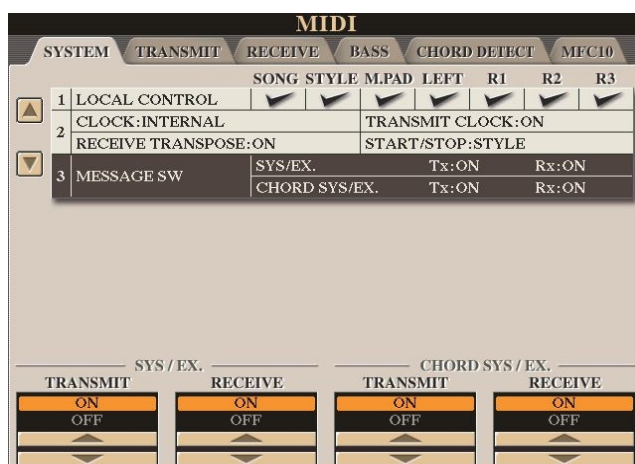 MIDI
SYSTEM TRANSMIT RECEIVE BASS CHORD DETECT MFC10
SONG STYLE M.PAD LEFT R1 R2 R3
1 LOCAL CONTROL
2 CLOCK:INTERNAL TRANSMIT CLOCK:ON
RECEIVE TRANSPOSE:ON START/STOP:STYLE
3 MESSAGE SW SYS/EX. Tx:ON Rx:ON
CHORD SYS/EX. Tx:ON Rx:ON
SYS / EX. CHORD SYS / EX.
TRANSMIT RECEIVE TRANSMIT RECEIVE
ON ON ON ON
OFF OFF OFF OFF